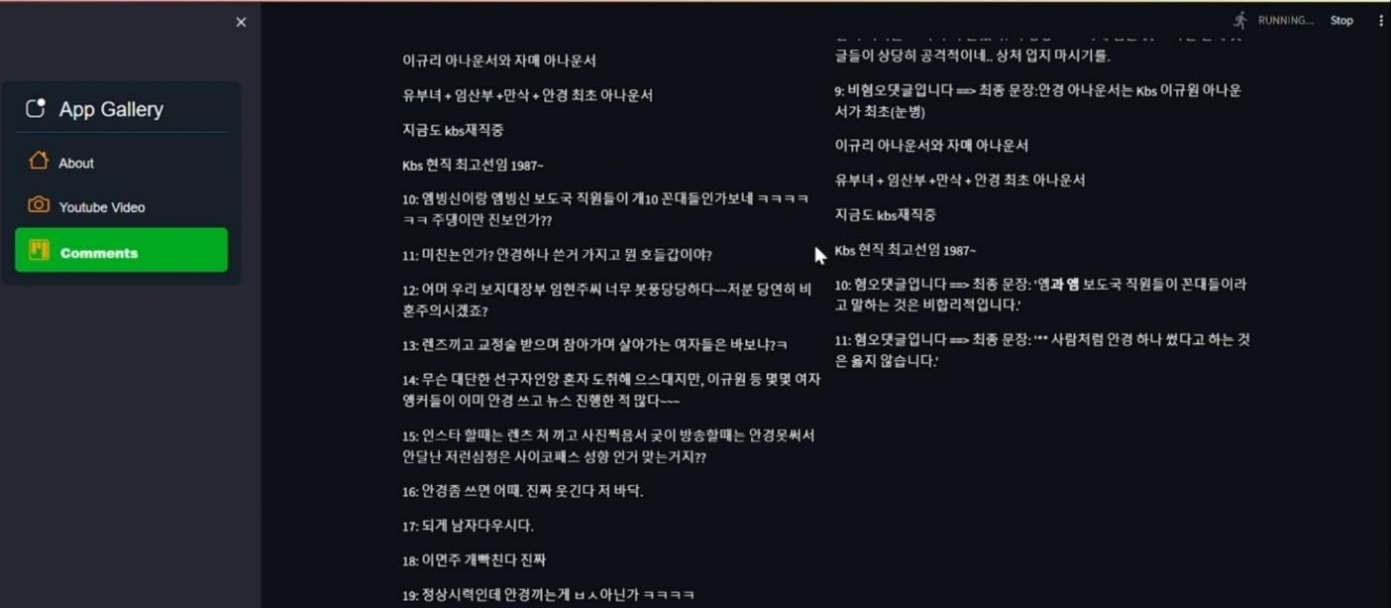 ×
RUNNING...
Stop
App Gallery
About
Youtube Video
Comments
이규리 아나운서와 자매 아나운서
유부녀 + 임산부 +만삭 + 안경 최초 아나운서
지금도 kbs재직중
Kbs 현직 최고선임 1987~
10: 엠빙신이랑 엠빙신 보도국 직원들이 개10 꼰대들인가보네 ㅋㅋㅋㅋ
ㅋㅋ 주댕이만 진보인가??
11: 미친뇬인가? 안경하나 쓴거 가지고 뭔 호들갑이야?
12: 어머 우리 보지대장부 임현주씨 너무 봇풍당당하다~~저분 당연히 비
혼주의시겠죠?
13: 렌즈끼고 교정술 받으며 참아가며 살아가는 여자들은 바보냐?ㅋ
14: 무슨 대단한 선구자인양 혼자 도취해 으스대지만, 이규원 등 몇몇 여자
앵커들이 이미 안경 쓰고 뉴스 진행한 적 많다~~~
15: 인스타 할때는 렌츠 쳐 끼고 사진찍음서 궂이 방송할때는 안경못써서
안달난 저런심정은 사이코패스 성향 인거 맞는거지??
16: 안경좀 쓰면 어때. 진짜 웃긴다 저 바닥.
17: 되게 남자다우시다.
18: 이면주 개빡친다 진짜
19: 정상시력인데 안경끼는게 ㅂㅅ아닌가 ㅋㅋㅋㅋ
글들이 상당히 공격적이네.. 상처 입지 마시기를.
9: 비혐오댓글입니다 ==> 최종 문장:안경 아나운서는 Kbs 이규원 아나운
서가 최초(눈병)
이규리 아나운서와 자매 아나운서
유부녀 + 임산부 +만삭 + 안경 최초 아나운서
지금도 kbs재직중
Kbs 현직 최고선임 1987~
10: 혐오댓글입니다 ==> 최종 문장: '엠과 엠 보도국 직원들이 꼰대들이라
고 말하는 것은 비합리적입니다.'
11: 혐오댓글입니다 ==> 최종 문장: '** 사람처럼 안경 하나 썼다고 하는 것
은 옳지 않습니다.'